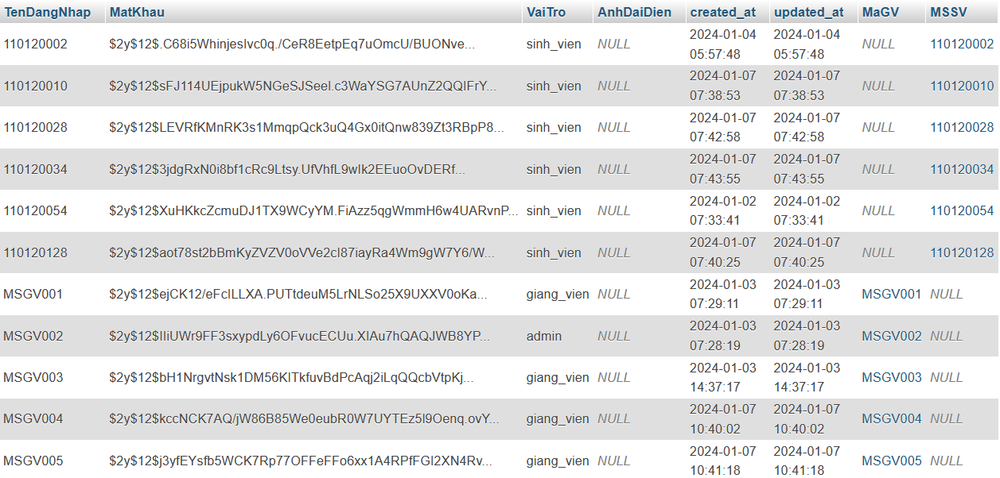 TenDangNhap MatKhau VaiTro AnhDaiDien created_at updated_at MaGV MSSV
110120002 $2y$12$.C68i5WhinjesIvc0q./CeR8EetpEq7uOmcU/BUONve... sinh_vien NULL 2024-01-04 05:57:48 2024-01-04 05:57:48 NULL 110120002
110120010 $2y$12$sFJ114UEjpukW5NGeSJSeel.c3WaYSG7AUnZ2QQIFrY... sinh_vien NULL 2024-01-07 07:38:53 2024-01-07 07:38:53 NULL 110120010
110120028 $2y$12$LEVRfKMnRK3s1MmqpQck3uQ4Gx0itQnw839Zt3RBpP8... sinh_vien NULL 2024-01-07 07:42:58 2024-01-07 07:42:58 NULL 110120028
110120034 $2y$12$3jdgRxN0i8bf1cRc9Ltsy.UfVhfL9wIk2EEuoOvDERf... sinh_vien NULL 2024-01-07 07:43:55 2024-01-07 07:43:55 NULL 110120034
110120054 $2y$12$XuHKkcZcmuDJ1TX9WCyYM.FiAzz5qgWmmH6w4UARvnP... sinh_vien NULL 2024-01-02 07:33:41 2024-01-02 07:33:41 NULL 110120054
110120128 $2y$12$aot78st2bBmKyZVZV0oVVe2cI87iayRa4Wm9gW7Y6/W... sinh_vien NULL 2024-01-07 07:40:25 2024-01-07 07:40:25 NULL 110120128
MSGV001 $2y$12$ejCK12/eFcILLXA.PUTtdeuM5LrNLSo25X9UXXV0oKa... giang_vien NULL 2024-01-03 07:29:11 2024-01-03 07:29:11 MSGV001 NULL
MSGV002 $2y$12$IIiUWr9FF3sxypdLy6OFvucECUu.XIAu7hQAQJWB8YP... admin NULL 2024-01-03 07:28:19 2024-01-03 07:28:19 MSGV002 NULL
MSGV003 $2y$12$bH1NrgvtNsk1DM56KITkfuvBdPcAqj2iLqQQcbVtpKj... giang_vien NULL 2024-01-03 14:37:17 2024-01-03 14:37:17 MSGV003 NULL
MSGV004 $2y$12$kccNCK7AQ/jW86B85We0eubR0W7UYTEz5I9Oenq.ovY... giang_vien NULL 2024-01-07 10:40:02 2024-01-07 10:40:02 MSGV004 NULL
MSGV005 $2y$12$j3yfEYsfb5WCK7Rp77OFFeFFo6xx1A4RPfFGI2XN4Rv... giang_vien NULL 2024-01-07 10:41:18 2024-01-07 10:41:18 MSGV005 NULL